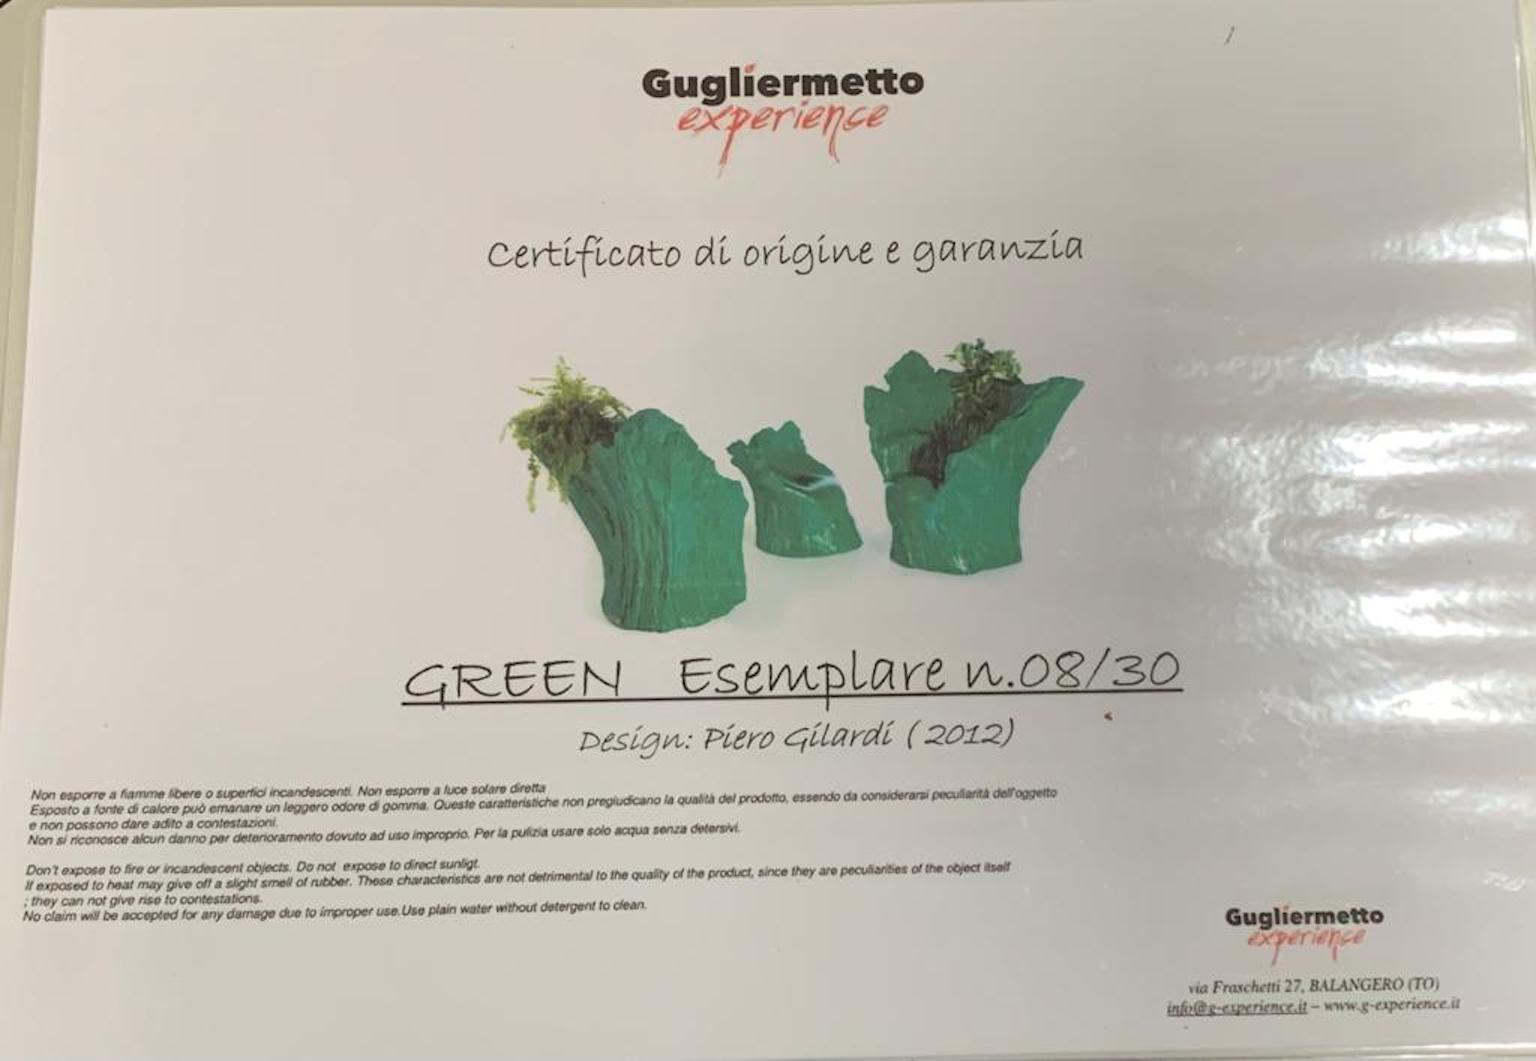 Gugliermetto
experience
Certificato di origine e garanzia
GREEN Esemplare n.08/30
Design: Piero Gilardi (2012)
Non esporre a fiamme libere o superfici incandescenti. Non esporre a luce solare diretta
Esposto a fonte di calore può emanare un leggero odore di gomma. Queste caratteristiche non pregiudicano la qualità del prodotto, essendo da considerarsi peculiarità dell'oggetto
e non possono dare adito a contestazioni.
Non si riconosce alcun danno per deterioramento dovuto ad uso improprio. Per la pulizia usare solo acqua senza detersivi.
Don't expose to fire or incandescent objects. Do not expose to direct sunligt.
If exposed to heat may give off a slight smell of rubber. These characteristics are not detrimental to the quality of the product, since they are peculiarities of the object itself
; they can not give rise to contestations.
No claim will be accepted for any damage due to improper use.Use plain water without detergent to clean.
Gugliermetto
experience
via Fraschetti 27, BALANGERO (TO)
info@g-experience.it – www.g-experience.it